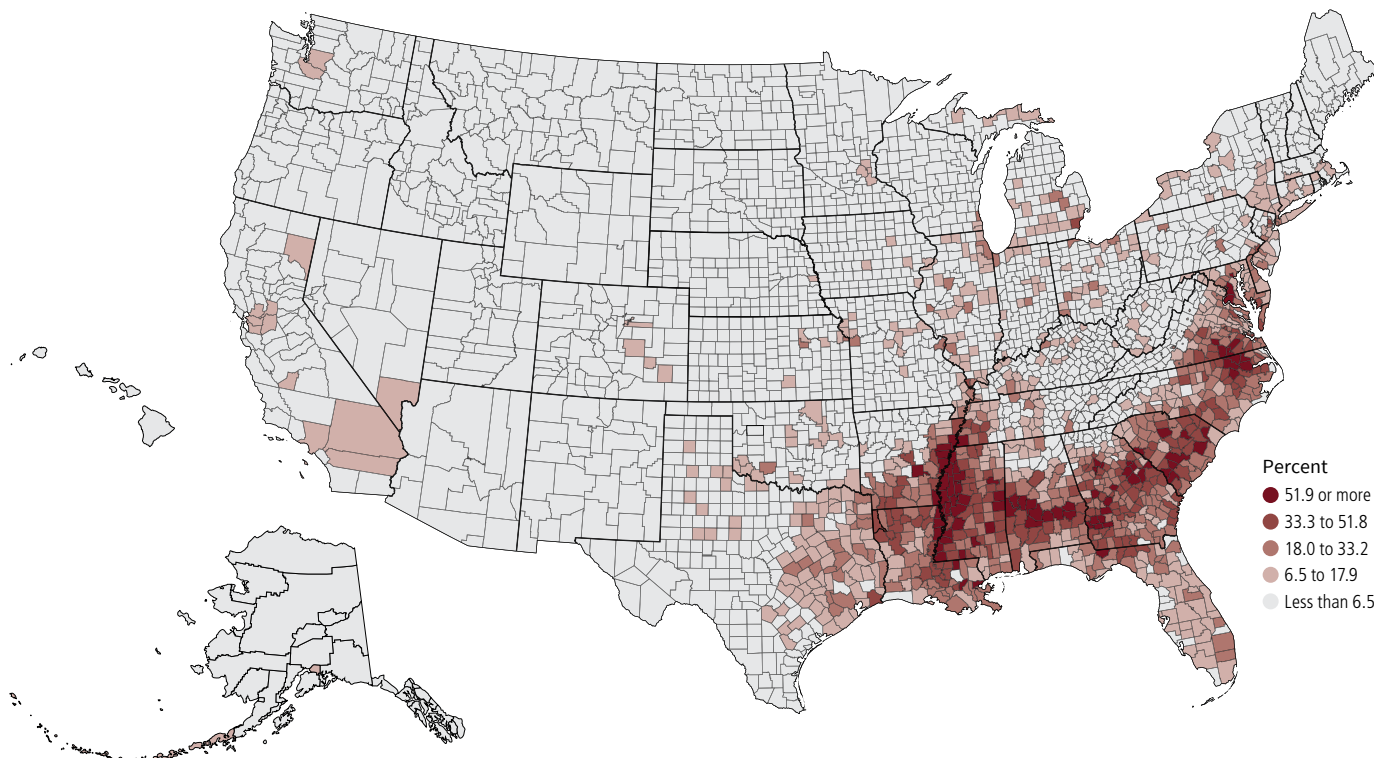 Percent
51.9 or more
33.3 to 51.8
18.0 to 33.2
6.5 to 17.9
Less than 6.5